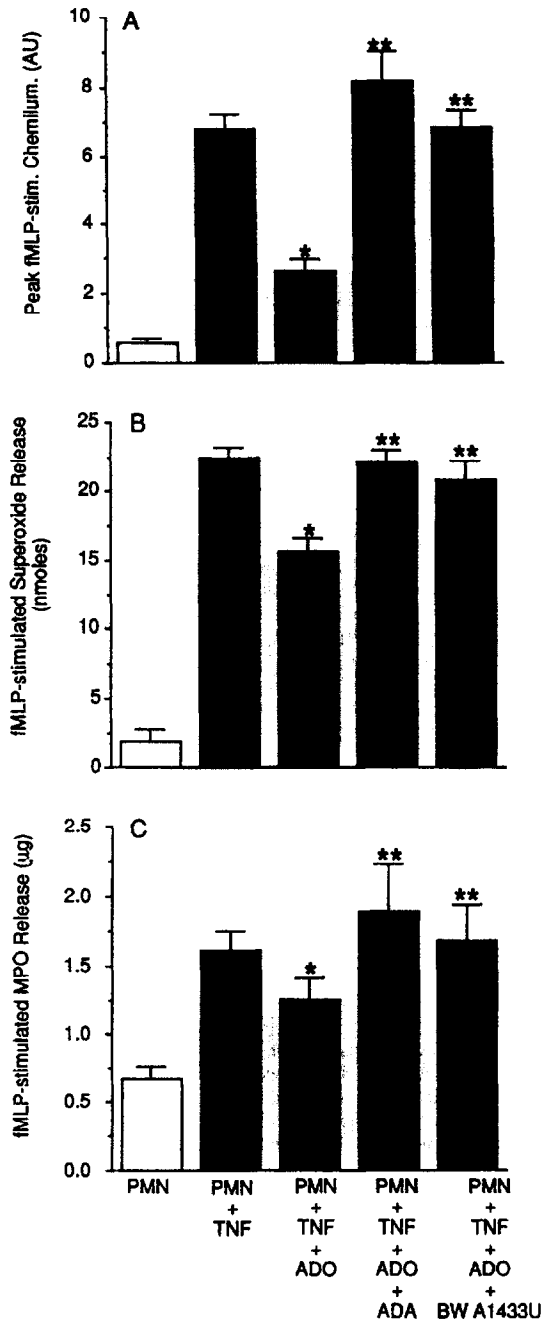 A
Peak fMLP-stim. Chemilum. (AU)
10
8
6
4
2
0
*
**
**
B
fMLP-stimulated Superoxide Release
(nmoles)
25
20
15
10
5
0
*
**
**
C
fMLP-stimulated MPO Release (ug)
2.5
2.0
1.5
1.0
0.5
0.0
*
**
**
PMN
PMN
+
TNF
PMN
+
TNF
+
ADO
PMN
+
TNF
+
ADO
+
ADA
PMN
+
TNF
+
ADO
+
BW A1433U